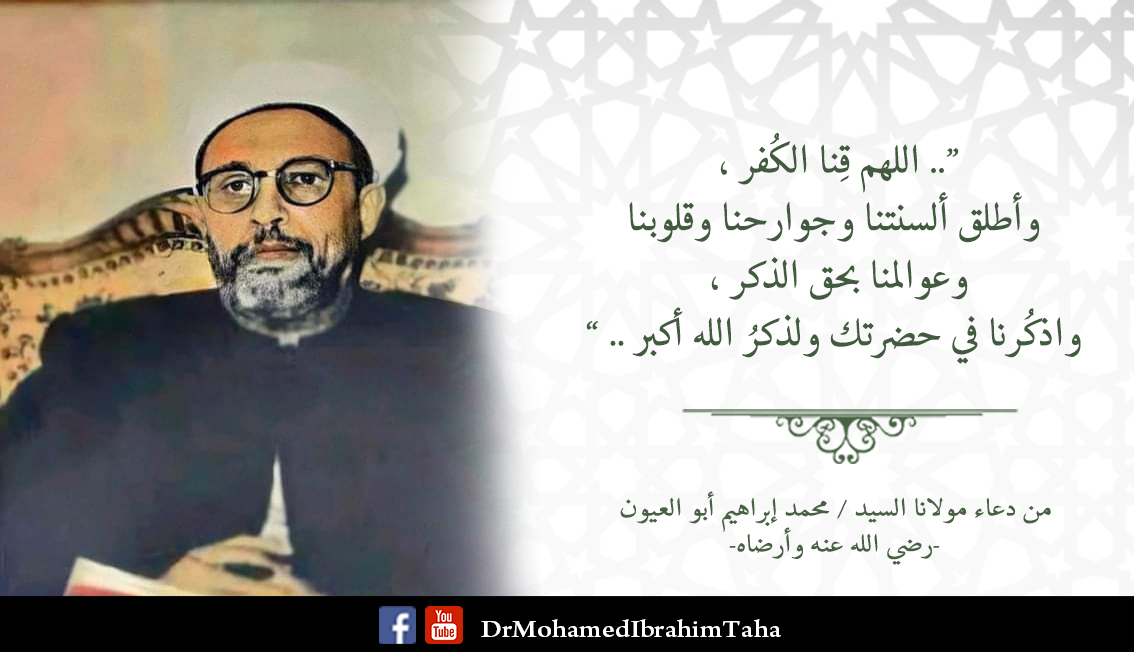 ”.. اللهم قِنا الكُفر ،
وأطلق ألسنتنا وجوارحنا وقلوبنا
وعوالمنا بحق الذكر ،
واذكُرنا في حضرتك ولذكرُ الله أكبر .. “
من دعاء مولانا السيد / محمد إبراهيم أبو العيون
-رضي الله عنه وأرضاه-
f You Tube DrMohamedIbrahimTaha